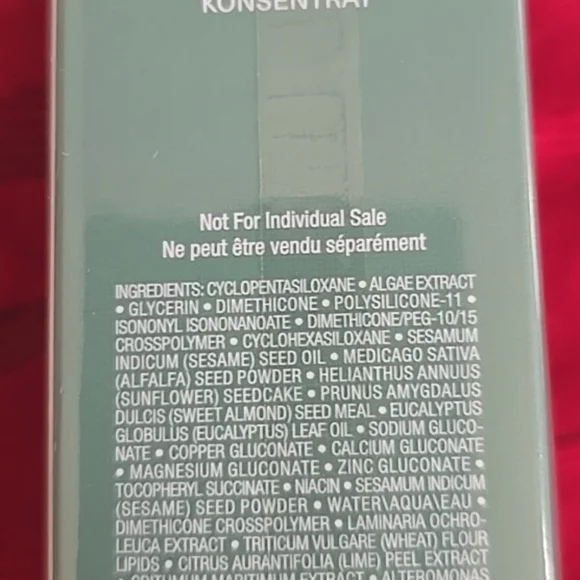 KONSENTRAT
Not For Individual Sale
Ne peut être vendu séparément
INGREDIENTS: CYCLOPENTASILOXANE • ALGAE EXTRACT
• GLYCERIN • DIMETHICONE • POLYSILICONE-11 •
ISONONYL ISONONANOATE • DIMETHICONE/PEG-10/15
CROSSPOLYMER • CYCLOHEXASILOXANE • SESAMUM
INDICUM (SESAME) SEED OIL • MEDICAGO SATIVA
(ALFALFA) SEED POWDER • HELIANTHUS ANNUUS
(SUNFLOWER) SEEDCAKE • PRUNUS AMYGDALUS
DULCIS (SWEET ALMOND) SEED MEAL • EUCALYPTUS
GLOBULUS (EUCALYPTUS) LEAF OIL • SODIUM GLUCO-
NATE • COPPER GLUCONATE • CALCIUM GLUCONATE
• MAGNESIUM GLUCONATE • ZINC GLUCONATE •
TOCOPHERYL SUCCINATE • NIACIN • SESAMUM INDICUM
(SESAME) SEED POWDER • WATER\AQUA\EAU •
DIMETHICONE CROSSPOLYMER • LAMINARIA OCHRO-
LEUCA EXTRACT • TRITICUM VULGARE (WHEAT) FLOUR
LIPIDS • CITRUS AURANTIFOLIA (LIME) PEEL EXTRACT
• CRITHMUM MARITIMUM EXTRACT • ALTEROMONAS